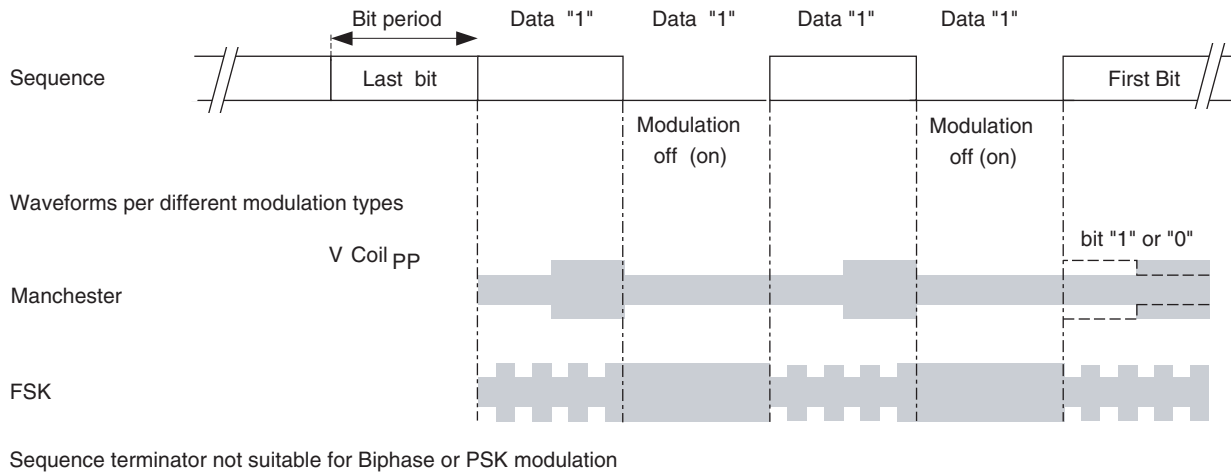 Bit period
Data "1"
Data "1"
Data "1"
Data "1"
Sequence
Last bit
First Bit
Modulation
off (on)
Modulation
off (on)
Waveforms per different modulation types
V Coil PP
bit "1" or "0"
Manchester
FSK
Sequence terminator not suitable for Biphase or PSK modulation